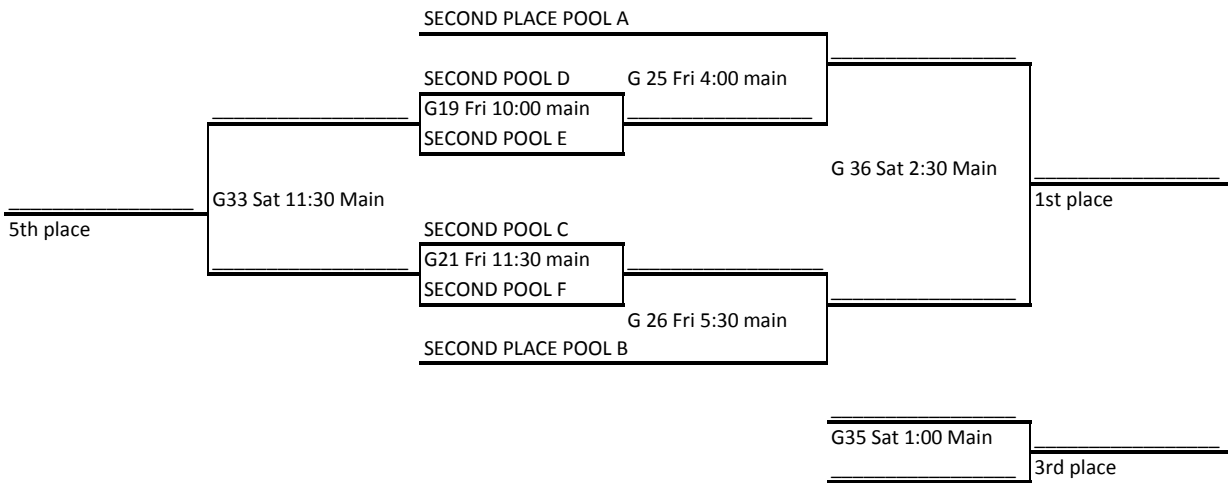 SECOND PLACE POOL A
SECOND POOL D
G 25 Fri 4:00 main
G19 Fri 10:00 main
SECOND POOL E
G 36 Sat 2:30 Main
G33 Sat 11:30 Main
1st place
5th place
SECOND POOL C
G21 Fri 11:30 main
SECOND POOL F
G 26 Fri 5:30 main
SECOND PLACE POOL B
G35 Sat 1:00 Main
3rd place